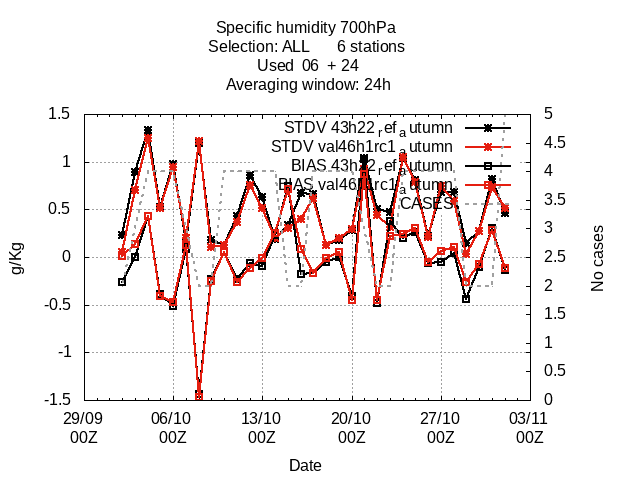 Specific humidity 700hPa
Selection: ALL 6 stations
Used 06 + 24
Averaging window: 24h
STDV 43h22ref_autumn
STDV val46h1rc1_autumn
BIAS 43h22ref_autumn
BIAS val46h1rc1_autumn
CASES
1.5
1
0.5
0
-0.5
-1
-1.5
g/Kg
5
4.5
4
3.5
3
2.5
2
1.5
1
0.5
0
No cases
29/09 06/10 13/10 20/10 27/10 03/11
00Z 00Z 00Z 00Z 00Z 00Z
Date